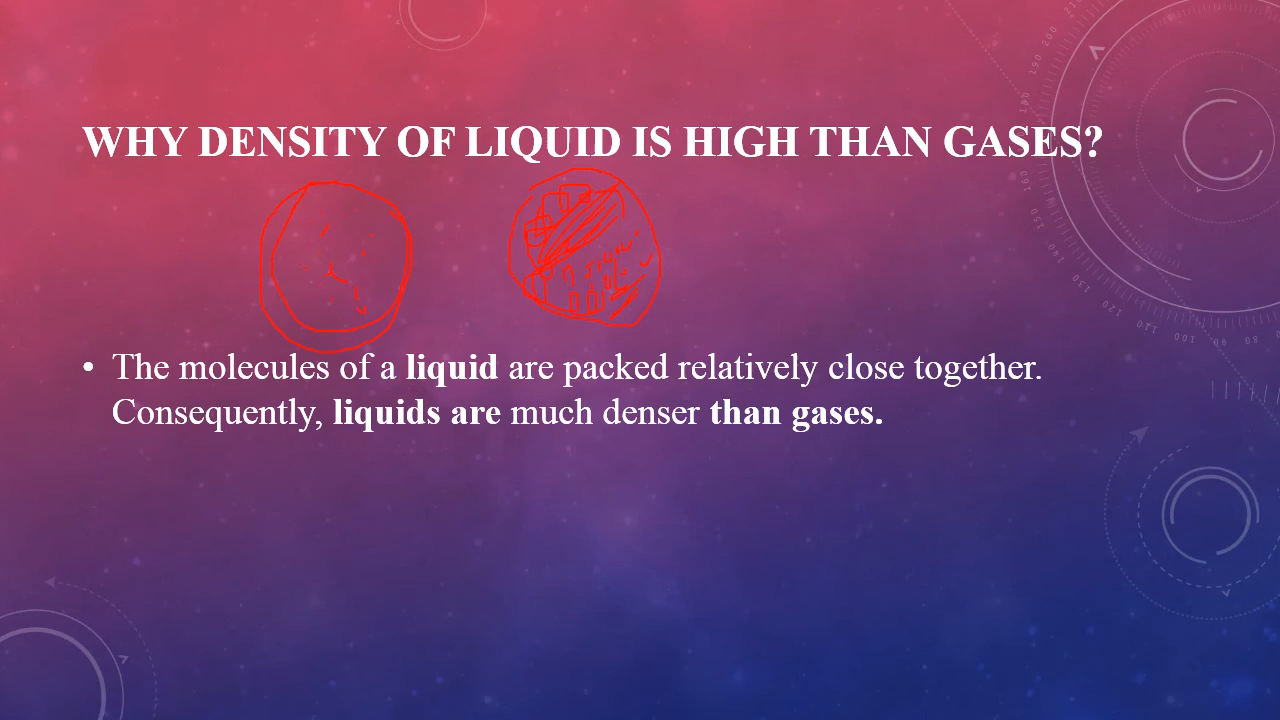 WHY DENSITY OF LIQUID IS HIGH THAN GASES?
• The molecules of a liquid are packed relatively close together.
Consequently, liquids are much denser than gases.